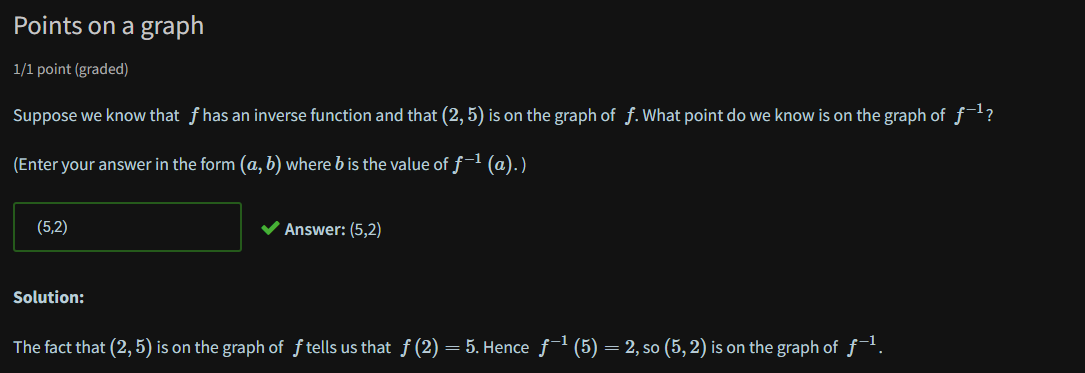 Points on a graph
1/1 point (graded)
Suppose we know that f has an inverse function and that (2, 5) is on the graph of f. What point do we know is on the graph of f⁻¹?
(Enter your answer in the form (a, b) where b is the value of f⁻¹ (a).)
(5,2) ✔ Answer: (5,2)
Solution:
The fact that (2, 5) is on the graph of f tells us that f (2) = 5. Hence f⁻¹ (5) = 2, so (5, 2) is on the graph of f⁻¹.